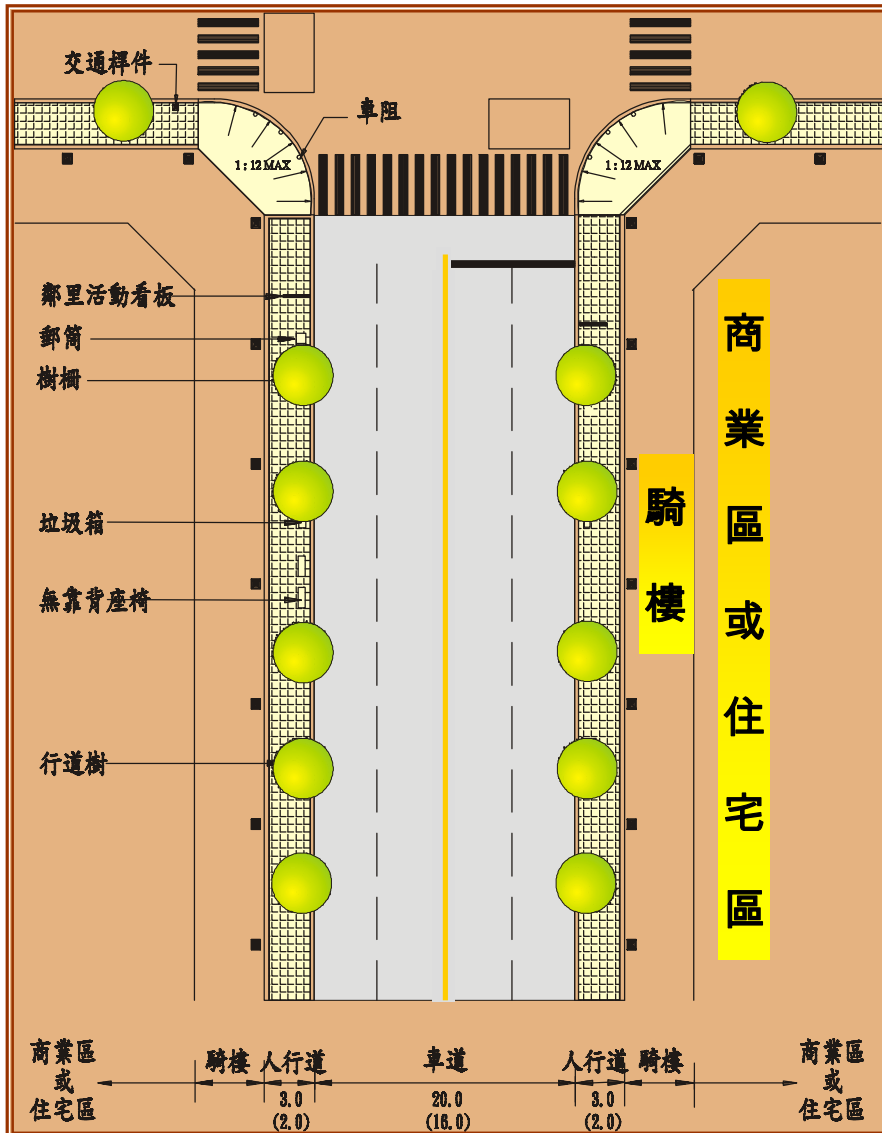 交通桿件
車阻
1:12 MAX
1:12 MAX
鄰里活動看板
郵筒
樹柵
垃圾箱
無靠背座椅
行道樹
騎樓
商業區或住宅區
商業區
或
住宅區
騎樓
人行道
車道
人行道
騎樓
商業區
或
住宅區
3.0
(2.0)
20.0
(16.0)
3.0
(2.0)